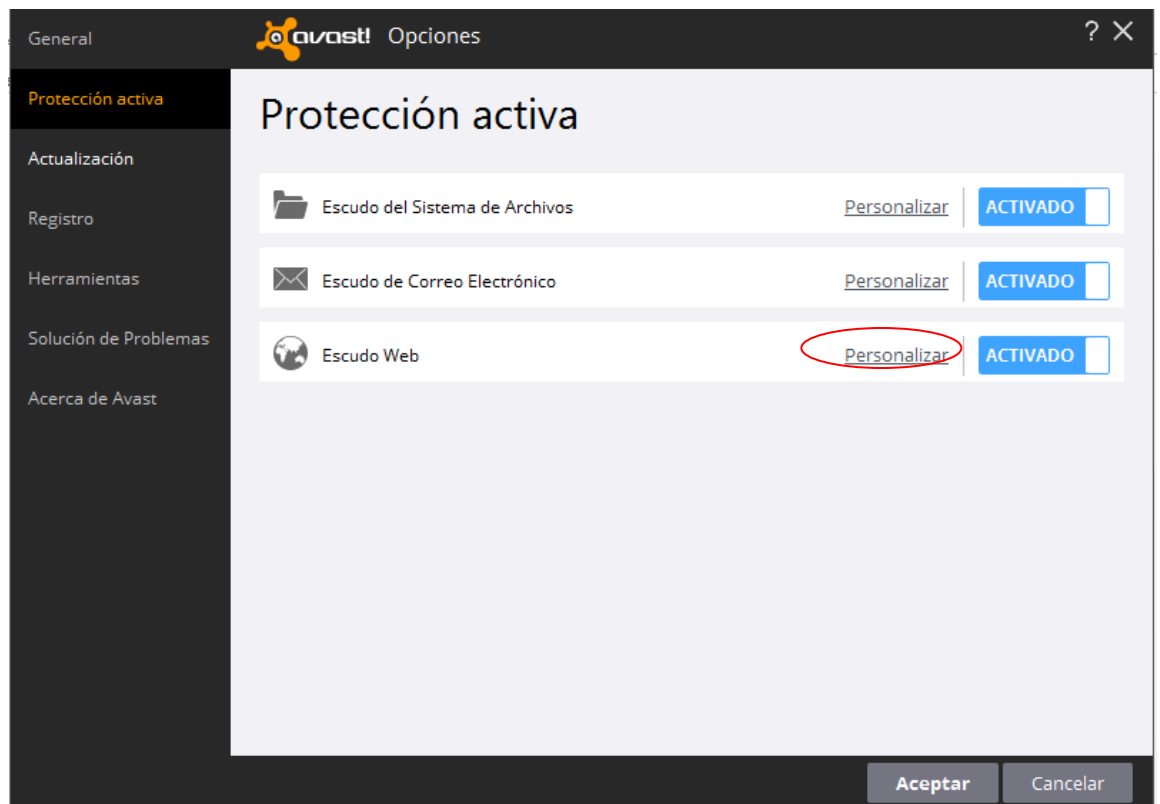 General
Protección activa
Actualización
Registro
Herramientas
Solución de Problemas
Acerca de Avast
avast! Opciones
? X
Protección activa
Escudo del Sistema de Archivos Personalizar ACTIVADO
Escudo de Correo Electrónico Personalizar ACTIVADO
Escudo Web Personalizar ACTIVADO
Aceptar Cancelar